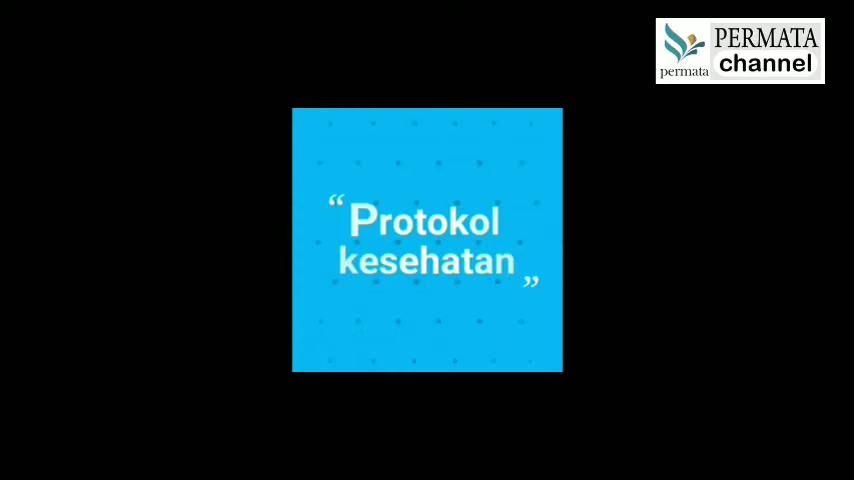 PERMATA
channel
permata
“ Protokol
kesehatan ”